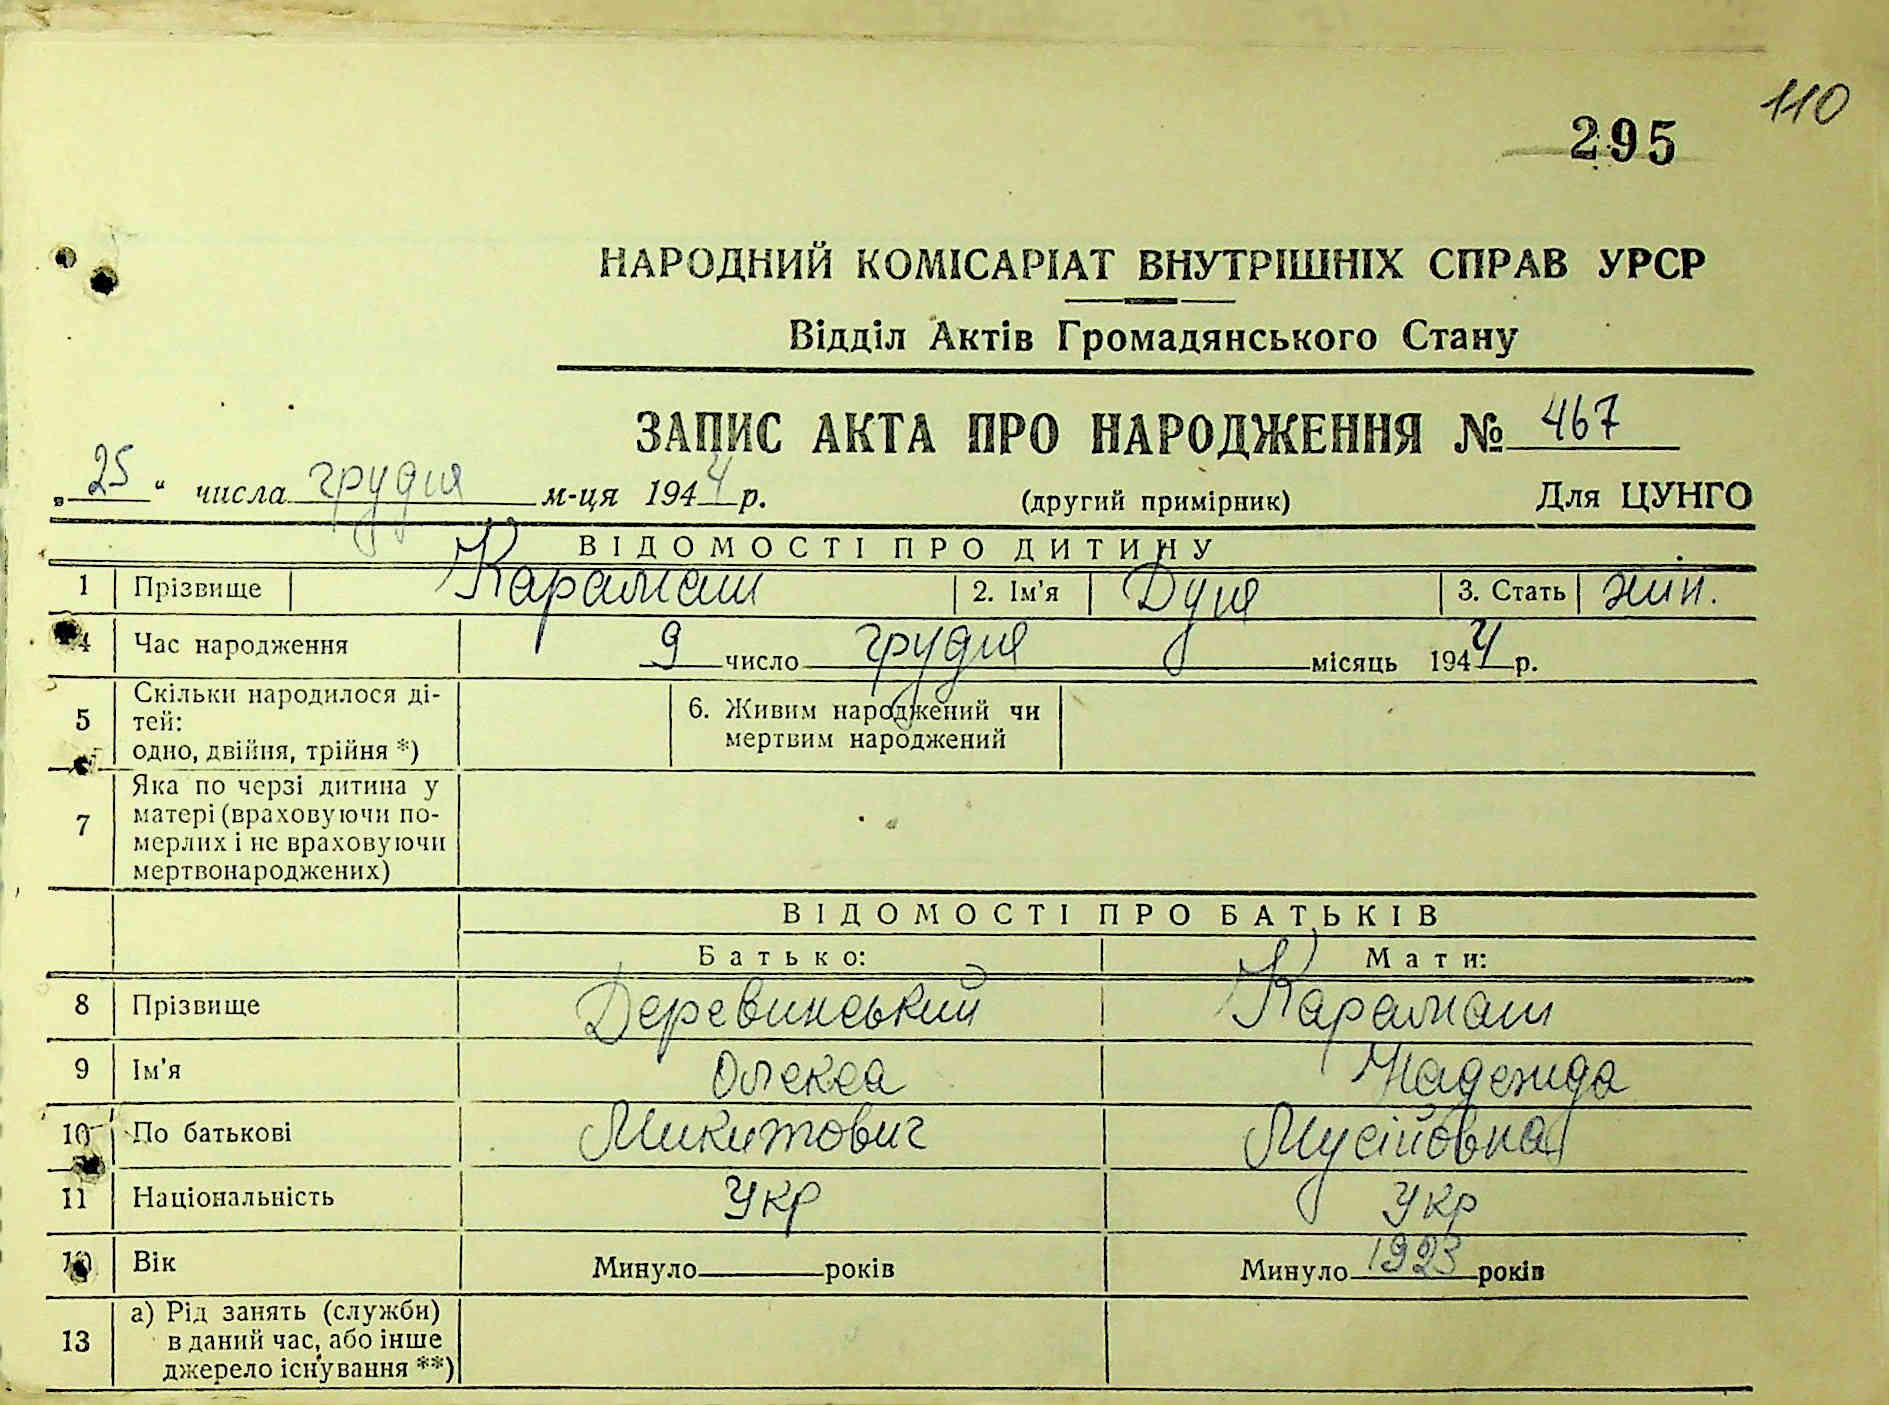 110
295
НАРОДНИЙ КОМІСАРІАТ ВНУТРІШНІХ СПРАВ УРСР
Відділ Актів Громадянського Стану
ЗАПИС АКТА ПРО НАРОДЖЕННЯ № 467
„25“ числа грудня м-ця 1944 р. (другий примірник) Для ЦУНГО
ВІДОМОСТІ ПРО ДИТИНУ
1 Прізвище Карамаш 2. Ім'я Дуня 3. Стать жін.
4 Час народження 9 число грудня місяць 1944 р.
5 Скільки народилося ді-
тей:
одно, двійня, трійня *)
6. Живим народжений чи
мертвим народжений
7 Яка по черзі дитина у
матері (враховуючи по-
мерлих і не враховуючи
мертвонароджених)
ВІДОМОСТІ ПРО БАТЬКІВ
Батько: Мати:
8 Прізвище Деревинський Карамаш
9 Ім'я Олекса Надежда
10 По батькові Микитович Мусійовна
11 Національність Укр Укр
Вік Минуло років Минуло 1923 років
13 а) Рід занять (служби)
в даний час, або інше
джерело існування **)